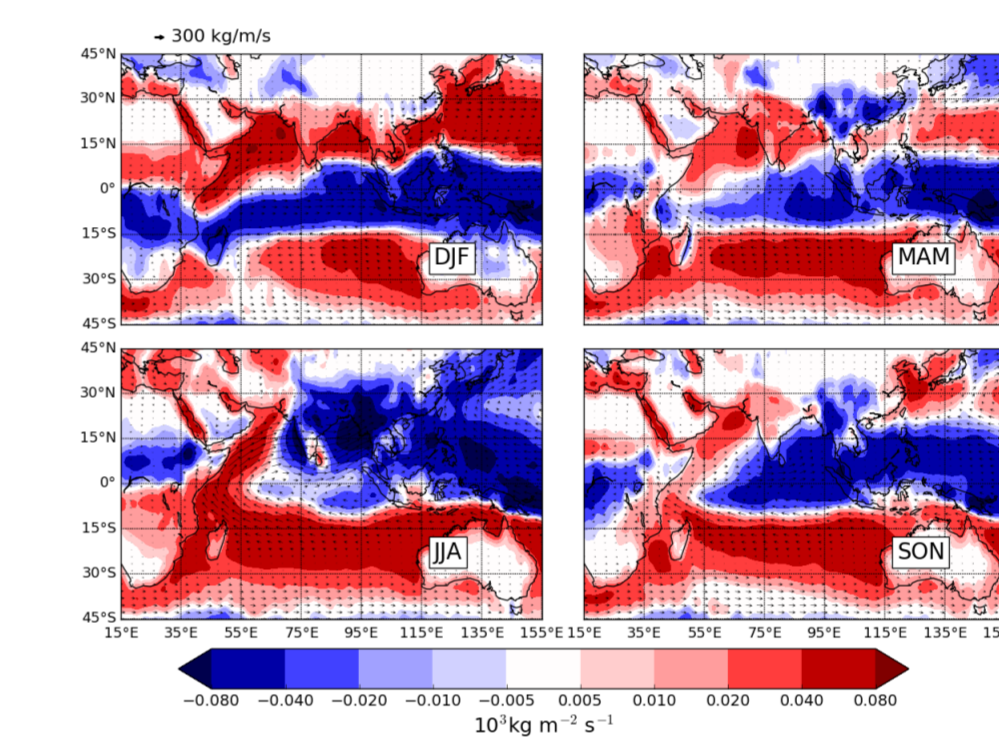 → 300 kg/m/s
45°N
30°N
15°N
0°
15°S
30°S
45°S
DJF
MAM
45°N
30°N
15°N
0°
15°S
30°S
45°S
JJA
SON
15°E 35°E 55°E 75°E 95°E 115°E 135°E 155°E 15°E 35°E 55°E 75°E 95°E 115°E 135°E
−0.080 −0.040 −0.020 −0.010 −0.005 0.005 0.010 0.020 0.040 0.080
10³kg m⁻² s⁻¹